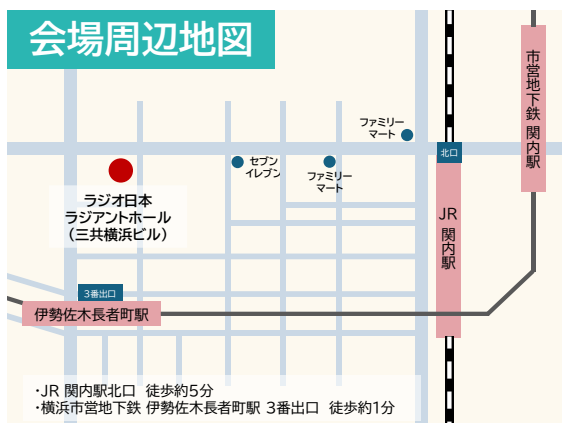 会場周辺地図
ファミリー
マート
市営地下鉄 関内駅
北口
セブン
イレブン
ファミリー
マート
ラジオ日本
ラジアントホール
（三共横浜ビル）
JR 関内駅
3番出口
伊勢佐木長者町駅
・JR 関内駅北口 徒歩約5分
・横浜市営地下鉄 伊勢佐木長者町駅 3番出口 徒歩約1分